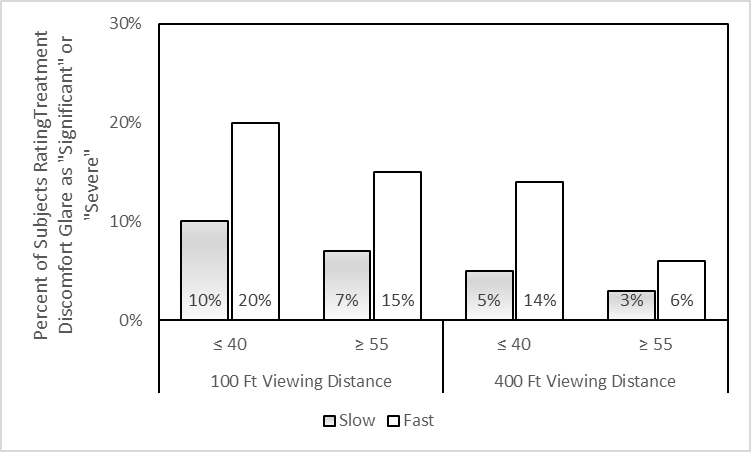 Percent of Subjects RatingTreatment
Discomfort Glare as "Significant" or
"Severe"
30%
20%
10%
0%
10% 20% 7% 15% 5% 14% 3% 6%
≤ 40 ≥ 55 ≤ 40 ≥ 55
100 Ft Viewing Distance 400 Ft Viewing Distance
Slow Fast